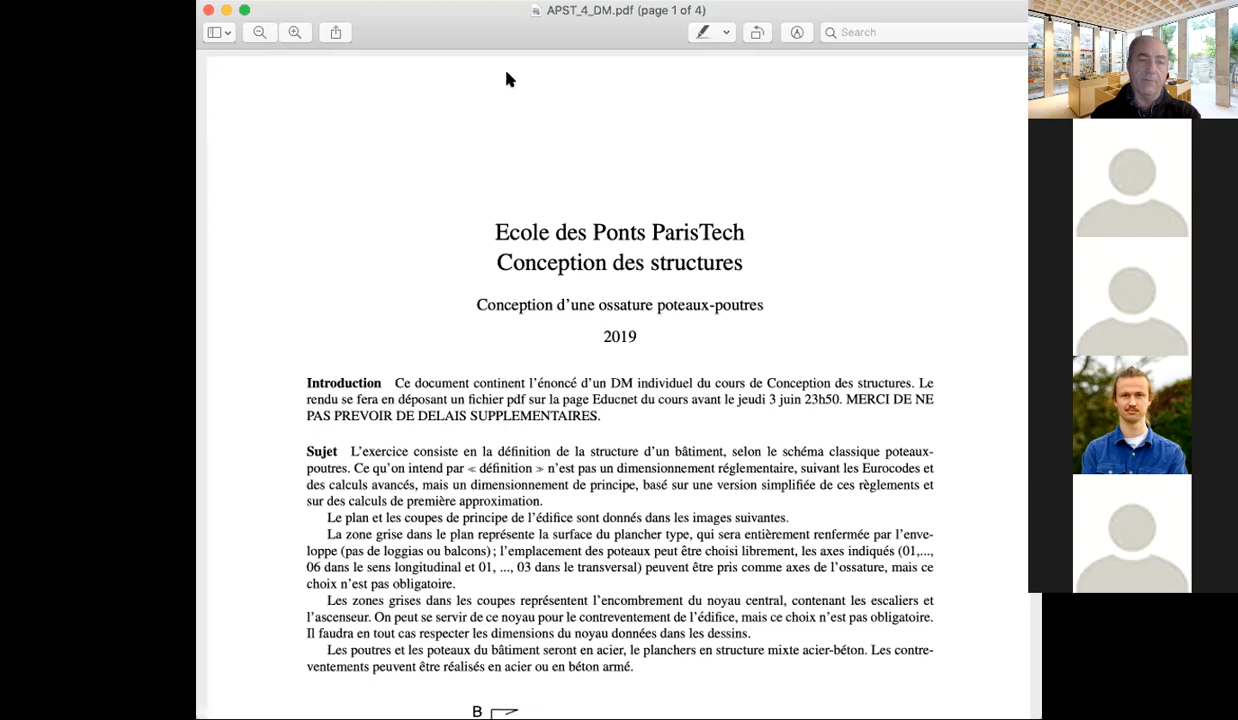 APST_4_DM.pdf (page 1 of 4)
Search
Ecole des Ponts ParisTech
Conception des structures
Conception d'une ossature poteaux-poutres
2019
Introduction Ce document continent l'énoncé d'un DM individuel du cours de Conception des structures. Le
rendu se fera en déposant un fichier pdf sur la page Educnet du cours avant le jeudi 3 juin 23h50. MERCI DE NE
PAS PREVOIR DE DELAIS SUPPLEMENTAIRES.
Sujet L'exercice consiste en la définition de la structure d'un bâtiment, selon le schéma classique poteaux-
poutres. Ce qu'on intend par « définition » n'est pas un dimensionnement réglementaire, suivant les Eurocodes et
des calculs avancés, mais un dimensionnement de principe, basé sur une version simplifiée de ces règlements et
sur des calculs de première approximation.
Le plan et les coupes de principe de l'édifice sont donnés dans les images suivantes.
La zone grise dans le plan représente la surface du plancher type, qui sera entièrement renfermée par l'enve-
loppe (pas de loggias ou balcons) ; l'emplacement des poteaux peut être choisi librement, les axes indiqués (01,...,
06 dans le sens longitudinal et 01, ..., 03 dans le transversal) peuvent être pris comme axes de l'ossature, mais ce
choix n'est pas obligatoire.
Les zones grises dans les coupes représentent l'encombrement du noyau central, contenant les escaliers et
l'ascenseur. On peut se servir de ce noyau pour le contreventement de l'édifice, mais ce choix n'est pas obligatoire.
Il faudra en tout cas respecter les dimensions du noyau données dans les dessins.
Les poutres et les poteaux du bâtiment seront en acier, le planchers en structure mixte acier-béton. Les contre-
ventements peuvent être réalisés en acier ou en béton armé.
B